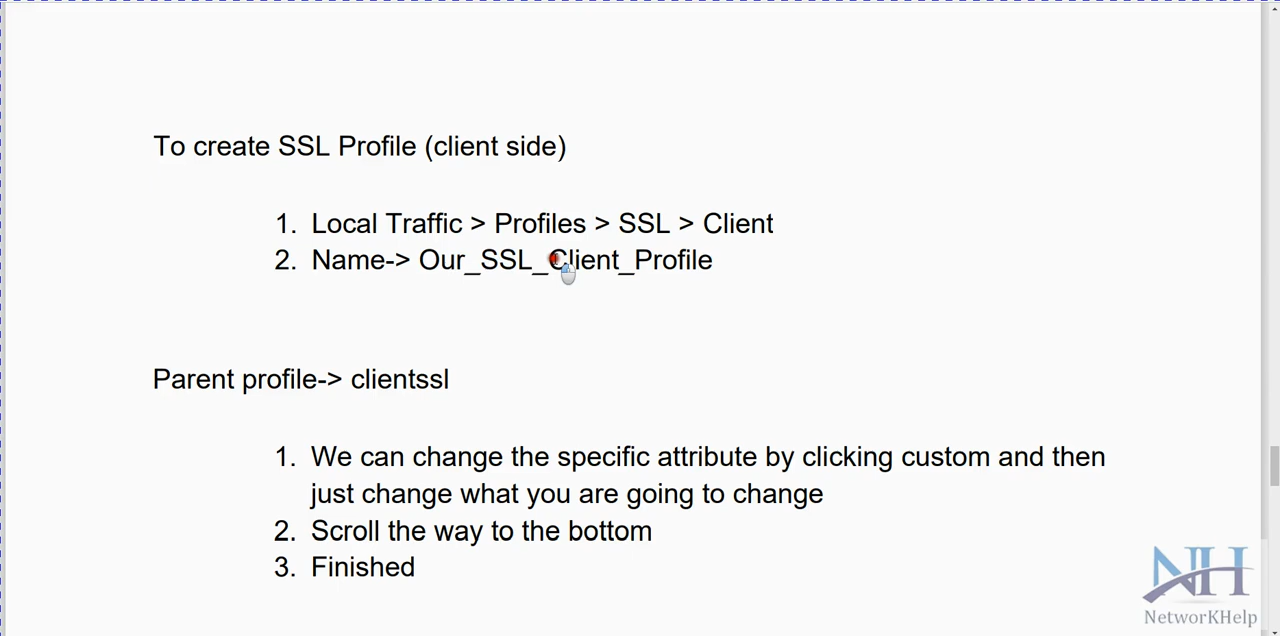 To create SSL Profile (client side)
1. Local Traffic > Profiles > SSL > Client
2. Name-> Our_SSL_Client_Profile
Parent profile-> clientssl
1. We can change the specific attribute by clicking custom and then
just change what you are going to change
2. Scroll the way to the bottom
3. Finished
NH
NetworKHelp